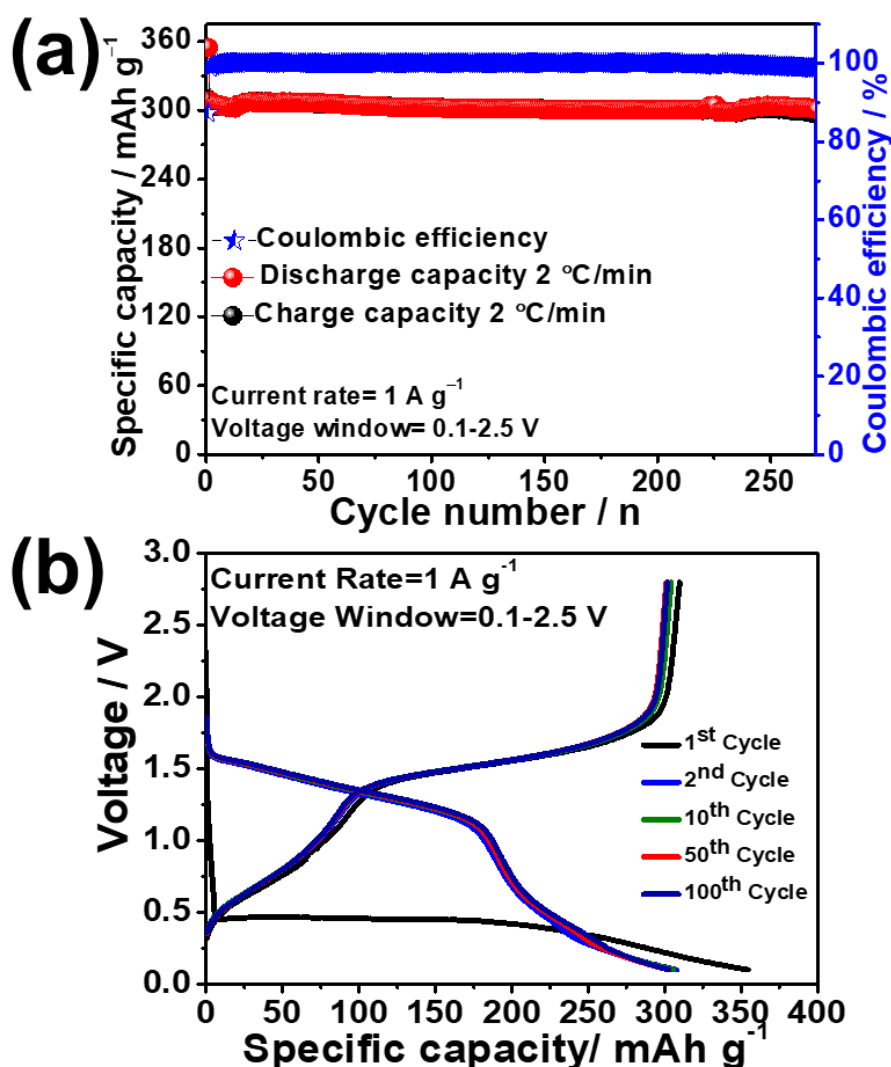 (a)
Specific capacity / mAh g⁻¹
360
300
240
180
120
60
0
Coulombic efficiency
Discharge capacity 2 °C/min
Charge capacity 2 °C/min
Current rate= 1 A g⁻¹
Voltage window= 0.1-2.5 V
100
80
60
40
20
0
Coulombic efficiency / %
0 50 100 150 200 250
Cycle number / n
(b)
Voltage / V
3.0
2.5
2.0
1.5
1.0
0.5
0.0
Current Rate=1 A g⁻¹
Voltage Window=0.1-2.5 V
1st Cycle
2nd Cycle
10th Cycle
50th Cycle
100th Cycle
0 50 100 150 200 250 300 350 400
Specific capacity/ mAh g⁻¹